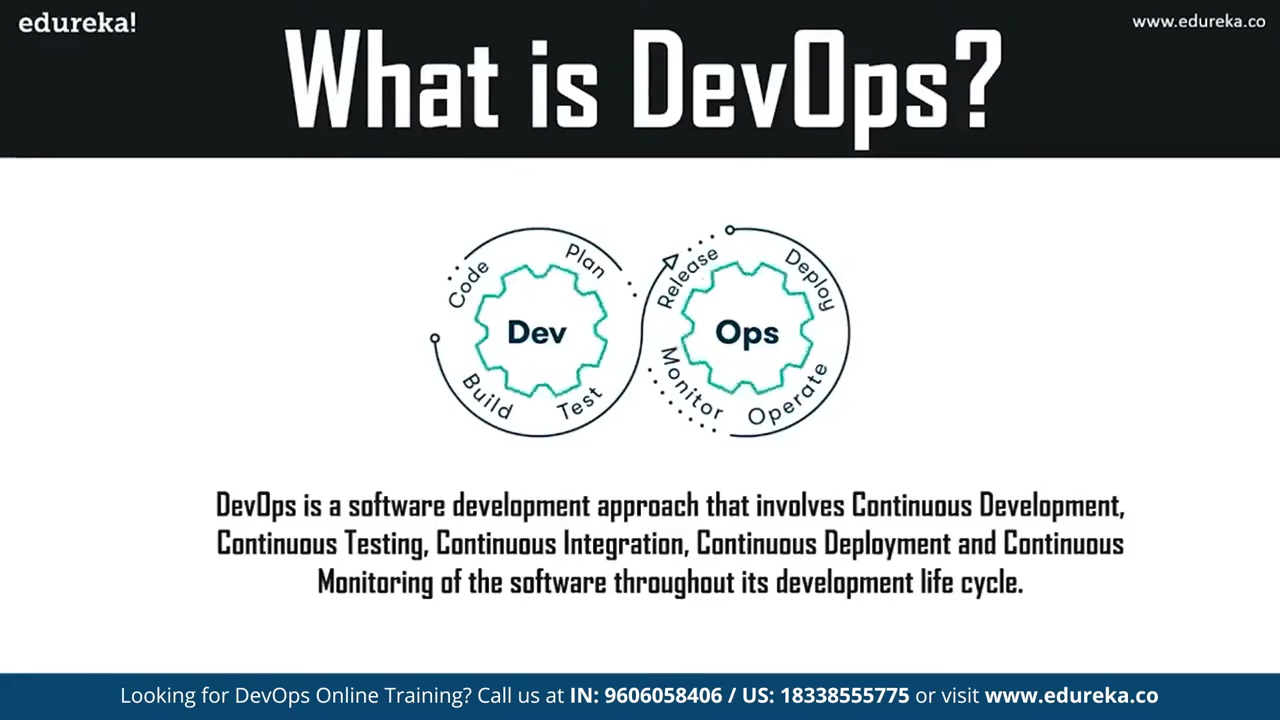 edureka!
www.edureka.co
What is DevOps?
Plan
Code
Build
Test
Dev
Release
Deploy
Operate
Monitor
Ops
DevOps is a software development approach that involves Continuous Development,
Continuous Testing, Continuous Integration, Continuous Deployment and Continuous
Monitoring of the software throughout its development life cycle.
Looking for DevOps Online Training? Call us at IN: 9606058406 / US: 18338555775 or visit www.edureka.co